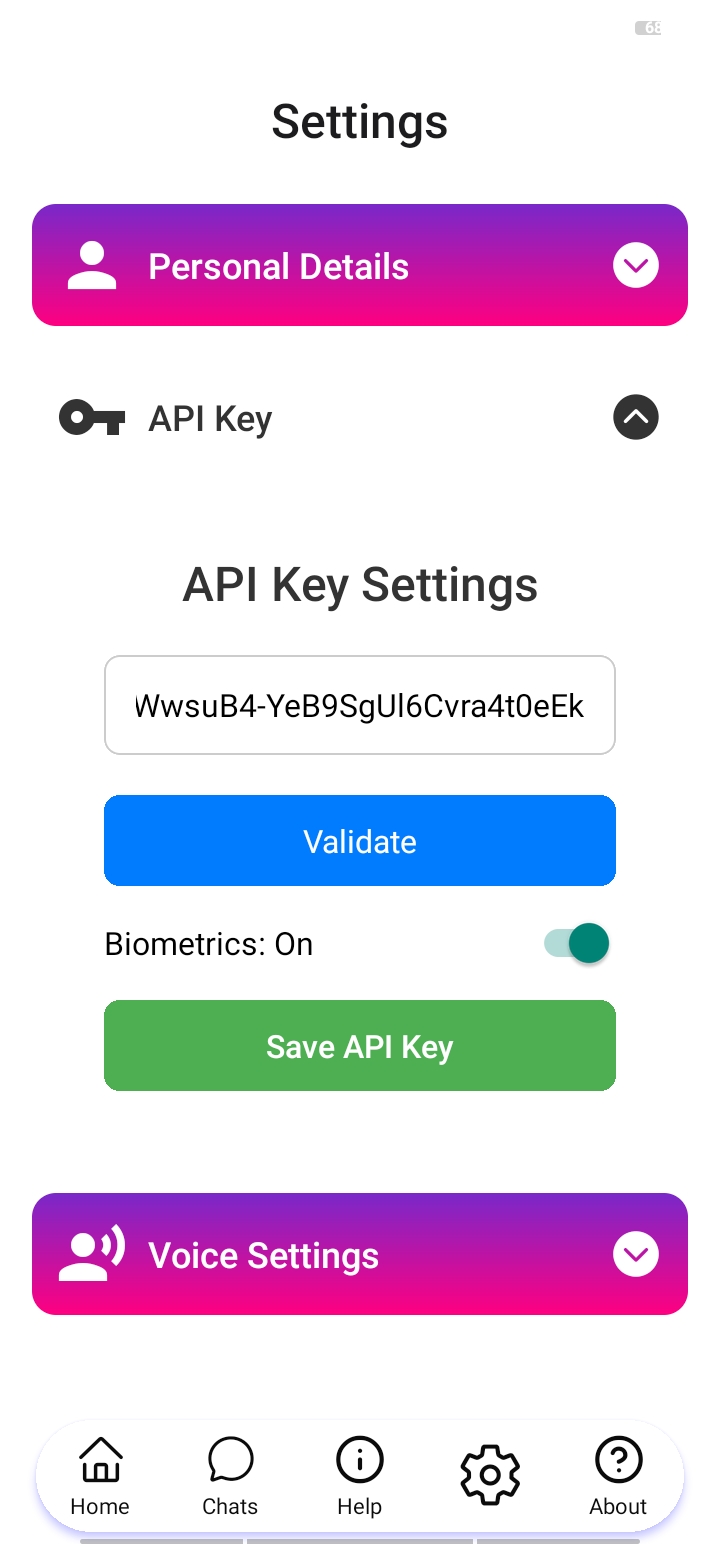 68
Settings
Personal Details
API Key
API Key Settings
WwsuB4-YeB9SgUl6Cvra4t0eEk
Validate
Biometrics: On
Save API Key
Voice Settings
Home Chats Help About